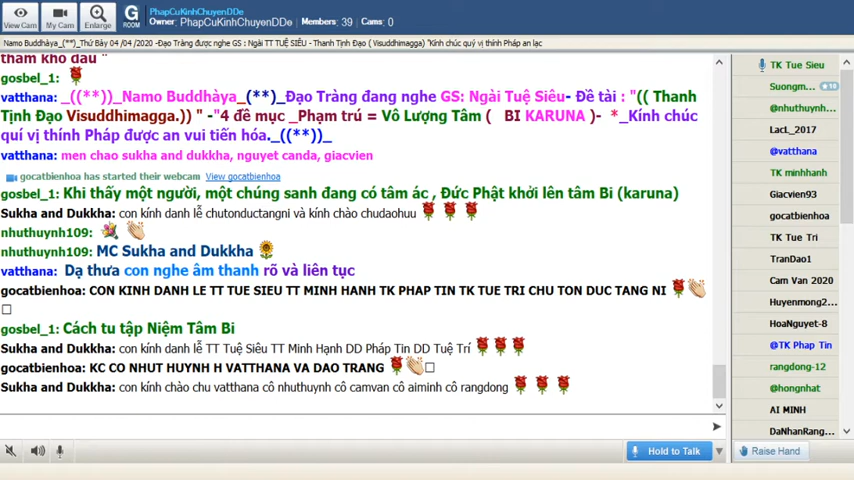 View Cam
My Cam
Enlarge
G ROOM
PhapCuKinhChuyenDDe
Owner: PhapCuKinhChuyenDDe Members: 39 Cams: 0
Namo Buddhàya_(**)_Thứ Bảy 04 /04 /2020 -Đạo Tràng được nghe GS : Ngài TT TUỆ SIÊU - Thanh Tịnh Đạo ( Visuddhimagga) "Kính chúc quý vị thính Pháp an lạc
gosbel_1:
vatthana: _((**))_Namo Buddhàya_(**)_Đạo Tràng đang nghe GS: Ngài Tuệ Siêu- Đề tài : "(( Thanh
Tịnh Đạo Visuddhimagga.)) " -"4 đề mục _Phạm trú = Vô Lượng Tâm ( BI KARUNA )- *_Kính chúc
quí vị thính Pháp được an vui tiến hóa._((**))_
vatthana: men chao sukha and dukkha, nguyet canda, giacvien
gocatbienhoa has started their webcam View gocatbienhoa
gosbel_1: Khi thấy một người, một chúng sanh đang có tâm ác , Đức Phật khởi lên tâm Bi (karuna)
Sukha and Dukkha: con kính danh lễ chutonductangni và kính chào chudaohuu
nhuthuynh109:
nhuthuynh109: MC Sukha and Dukkha
vatthana: Dạ thưa con nghe âm thanh rõ và liên tục
gocatbienhoa: CON KINH DANH LE TT TUE SIEU TT MINH HANH TK PHAP TIN TK TUE TRI CHU TON DUC TANG NI
gosbel_1: Cách tu tập Niệm Tâm Bi
Sukha and Dukkha: con kính danh lễ TT Tuệ Siêu TT Minh Hạnh DD Pháp Tin DD Tuệ Trí
gocatbienhoa: KC CO NHUT HUYNH H VATTHANA VA DAO TRANG
Sukha and Dukkha: con kính chào chu vatthana cô nhuthuynh cô camvan cô aiminh cô rangdong
Hold to Talk
TK Tue Sieu
Suongm... 18
@nhuthuynh...
LacL_2017
@vatthana
TK minhhanh
Giacvien93
gocatbienhoa
TK Tue Tri
TranDao1
Cam Van 2020
Huyenmong2...
HoaNguyet-8
@TK Phap Tin
rangdong-12
@hongnhat
AI MINH
DaNhanRang...
Raise Hand